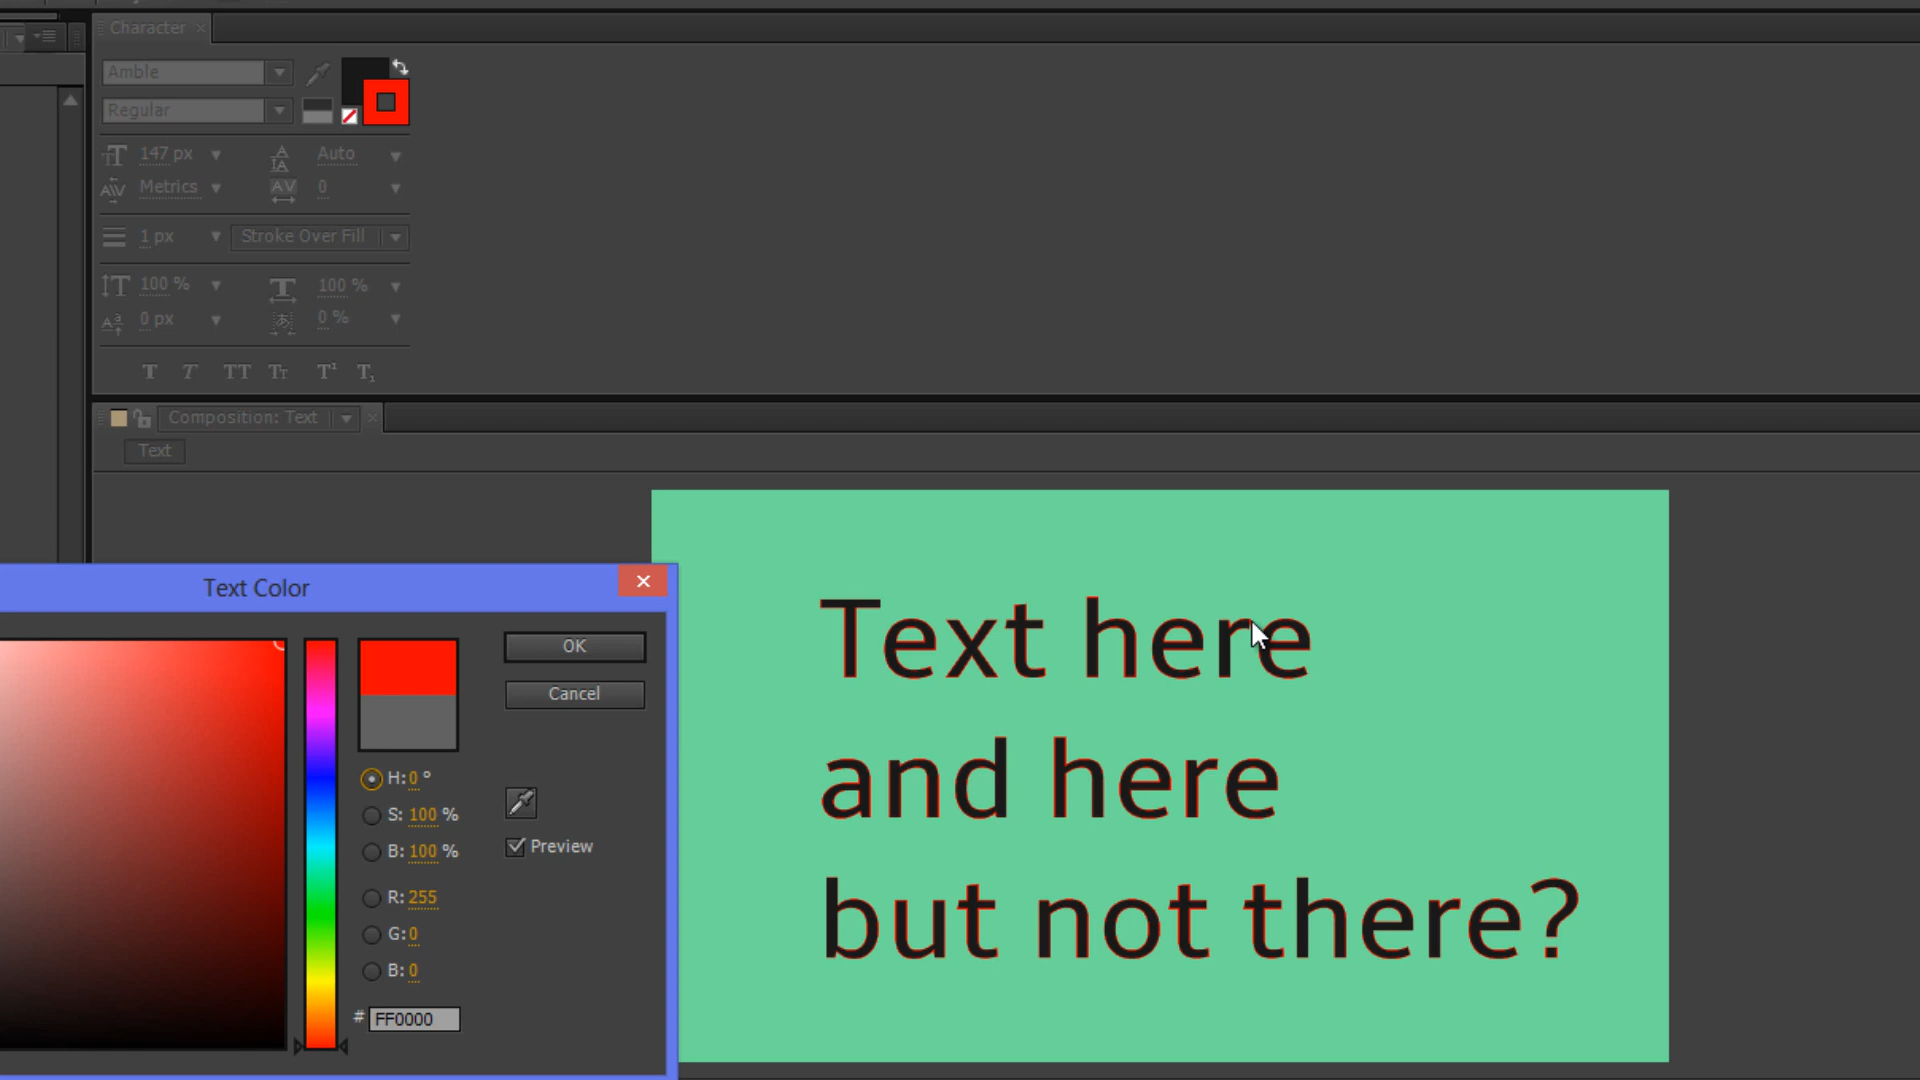 Character
Amble
Regular
147 px
Auto
Metrics
0
1 px
Stroke Over Fill
100 %
100 %
0 px
0 %
Composition: Text
Text
Text Color
OK
Cancel
H: 0 °
S: 100 %
B: 100 %
Preview
R: 255
G: 0
B: 0
# FF0000
Text here
and here
but not there?